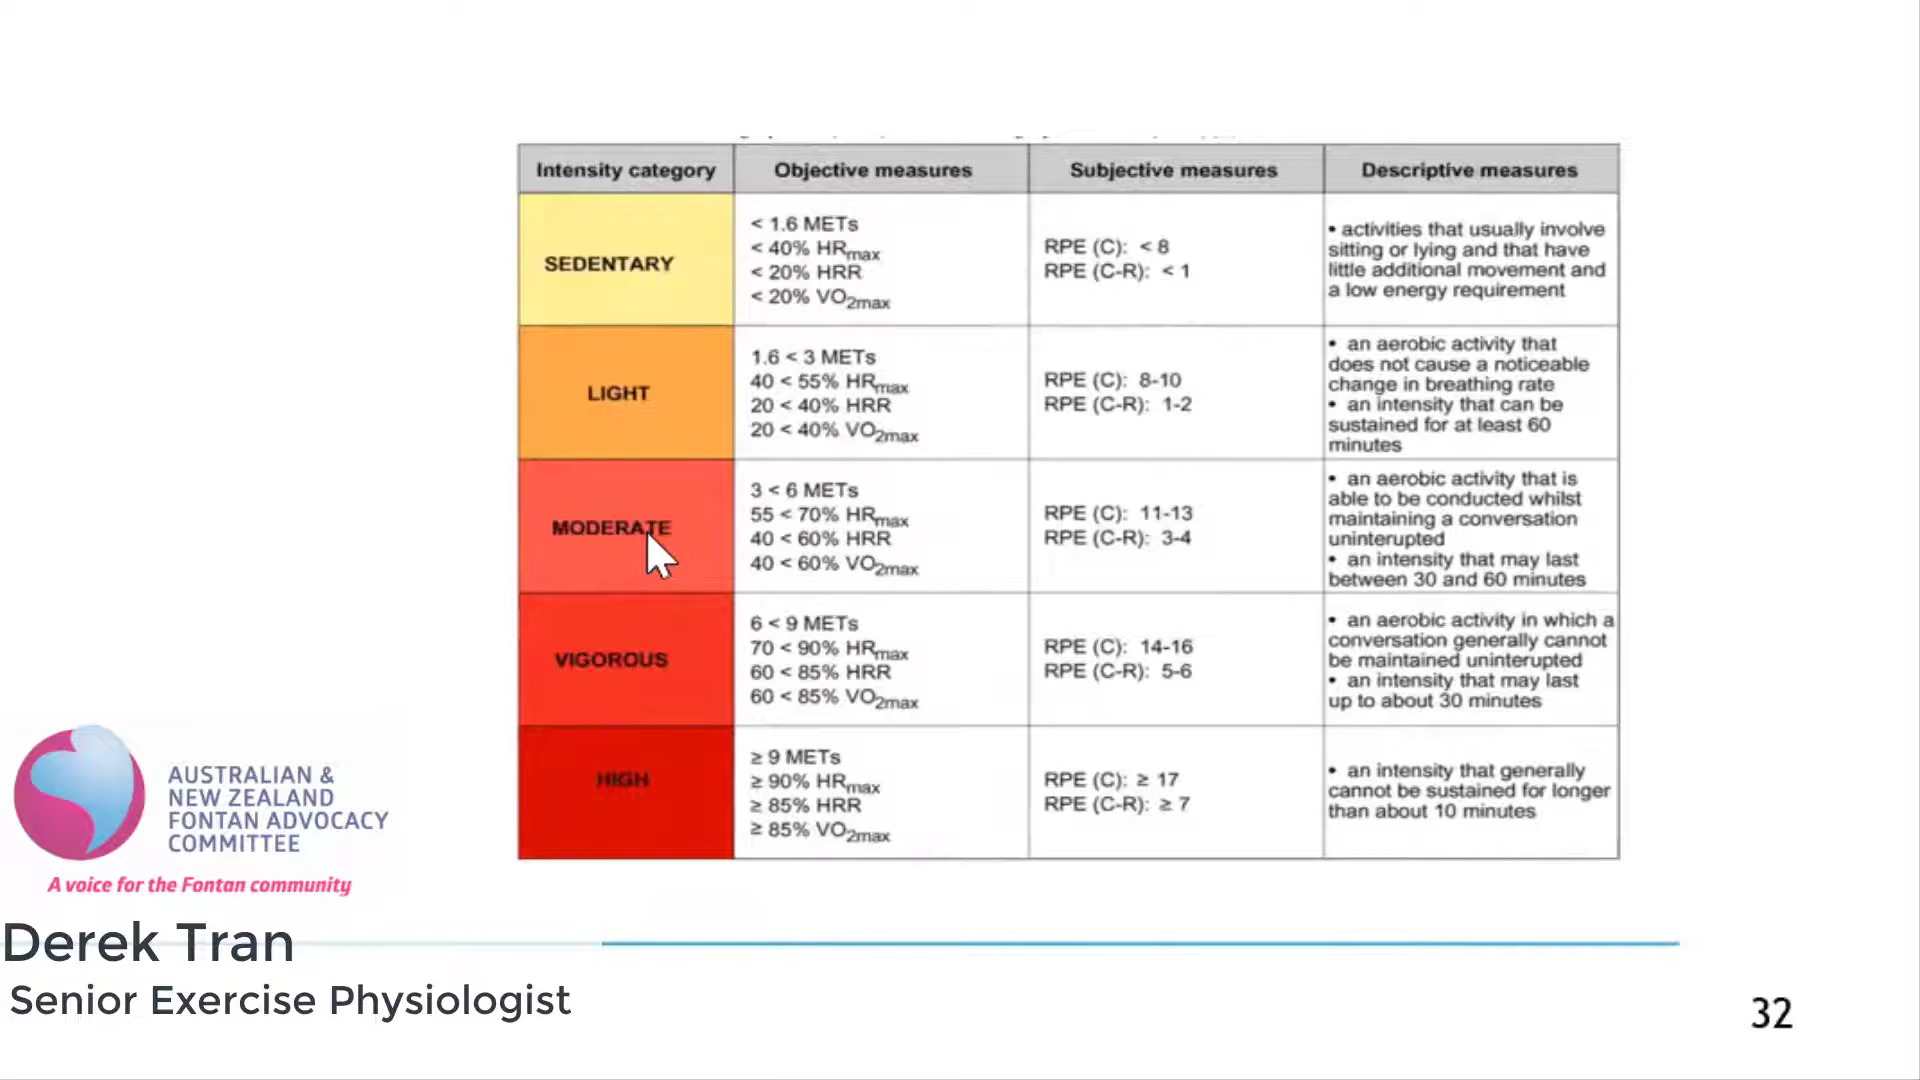 Intensity category
Objective measures
Subjective measures
Descriptive measures
SEDENTARY
< 1.6 METs
< 40% HRmax
< 20% HRR
< 20% VO2max
RPE (C): < 8
RPE (C-R): < 1
• activities that usually involve
sitting or lying and that have
little additional movement and
a low energy requirement
LIGHT
1.6 < 3 METs
40 < 55% HRmax
20 < 40% HRR
20 < 40% VO2max
RPE (C): 8-10
RPE (C-R): 1-2
• an aerobic activity that
does not cause a noticeable
change in breathing rate
• an intensity that can be
sustained for at least 60
minutes
MODERATE
3 < 6 METs
55 < 70% HRmax
40 < 60% HRR
40 < 60% VO2max
RPE (C): 11-13
RPE (C-R): 3-4
• an aerobic activity that is
able to be conducted whilst
maintaining a conversation
uninterupted
• an intensity that may last
between 30 and 60 minutes
VIGOROUS
6 < 9 METs
70 < 90% HRmax
60 < 85% HRR
60 < 85% VO2max
RPE (C): 14-16
RPE (C-R): 5-6
• an aerobic activity in which a
conversation generally cannot
be maintained uninterupted
• an intensity that may last
up to about 30 minutes
HIGH
≥ 9 METs
≥ 90% HRmax
≥ 85% HRR
≥ 85% VO2max
RPE (C): ≥ 17
RPE (C-R): ≥ 7
• an intensity that generally
cannot be sustained for longer
than about 10 minutes
AUSTRALIAN &
NEW ZEALAND
FONTAN ADVOCACY
COMMITTEE
A voice for the Fontan community
Derek Tran
Senior Exercise Physiologist
32